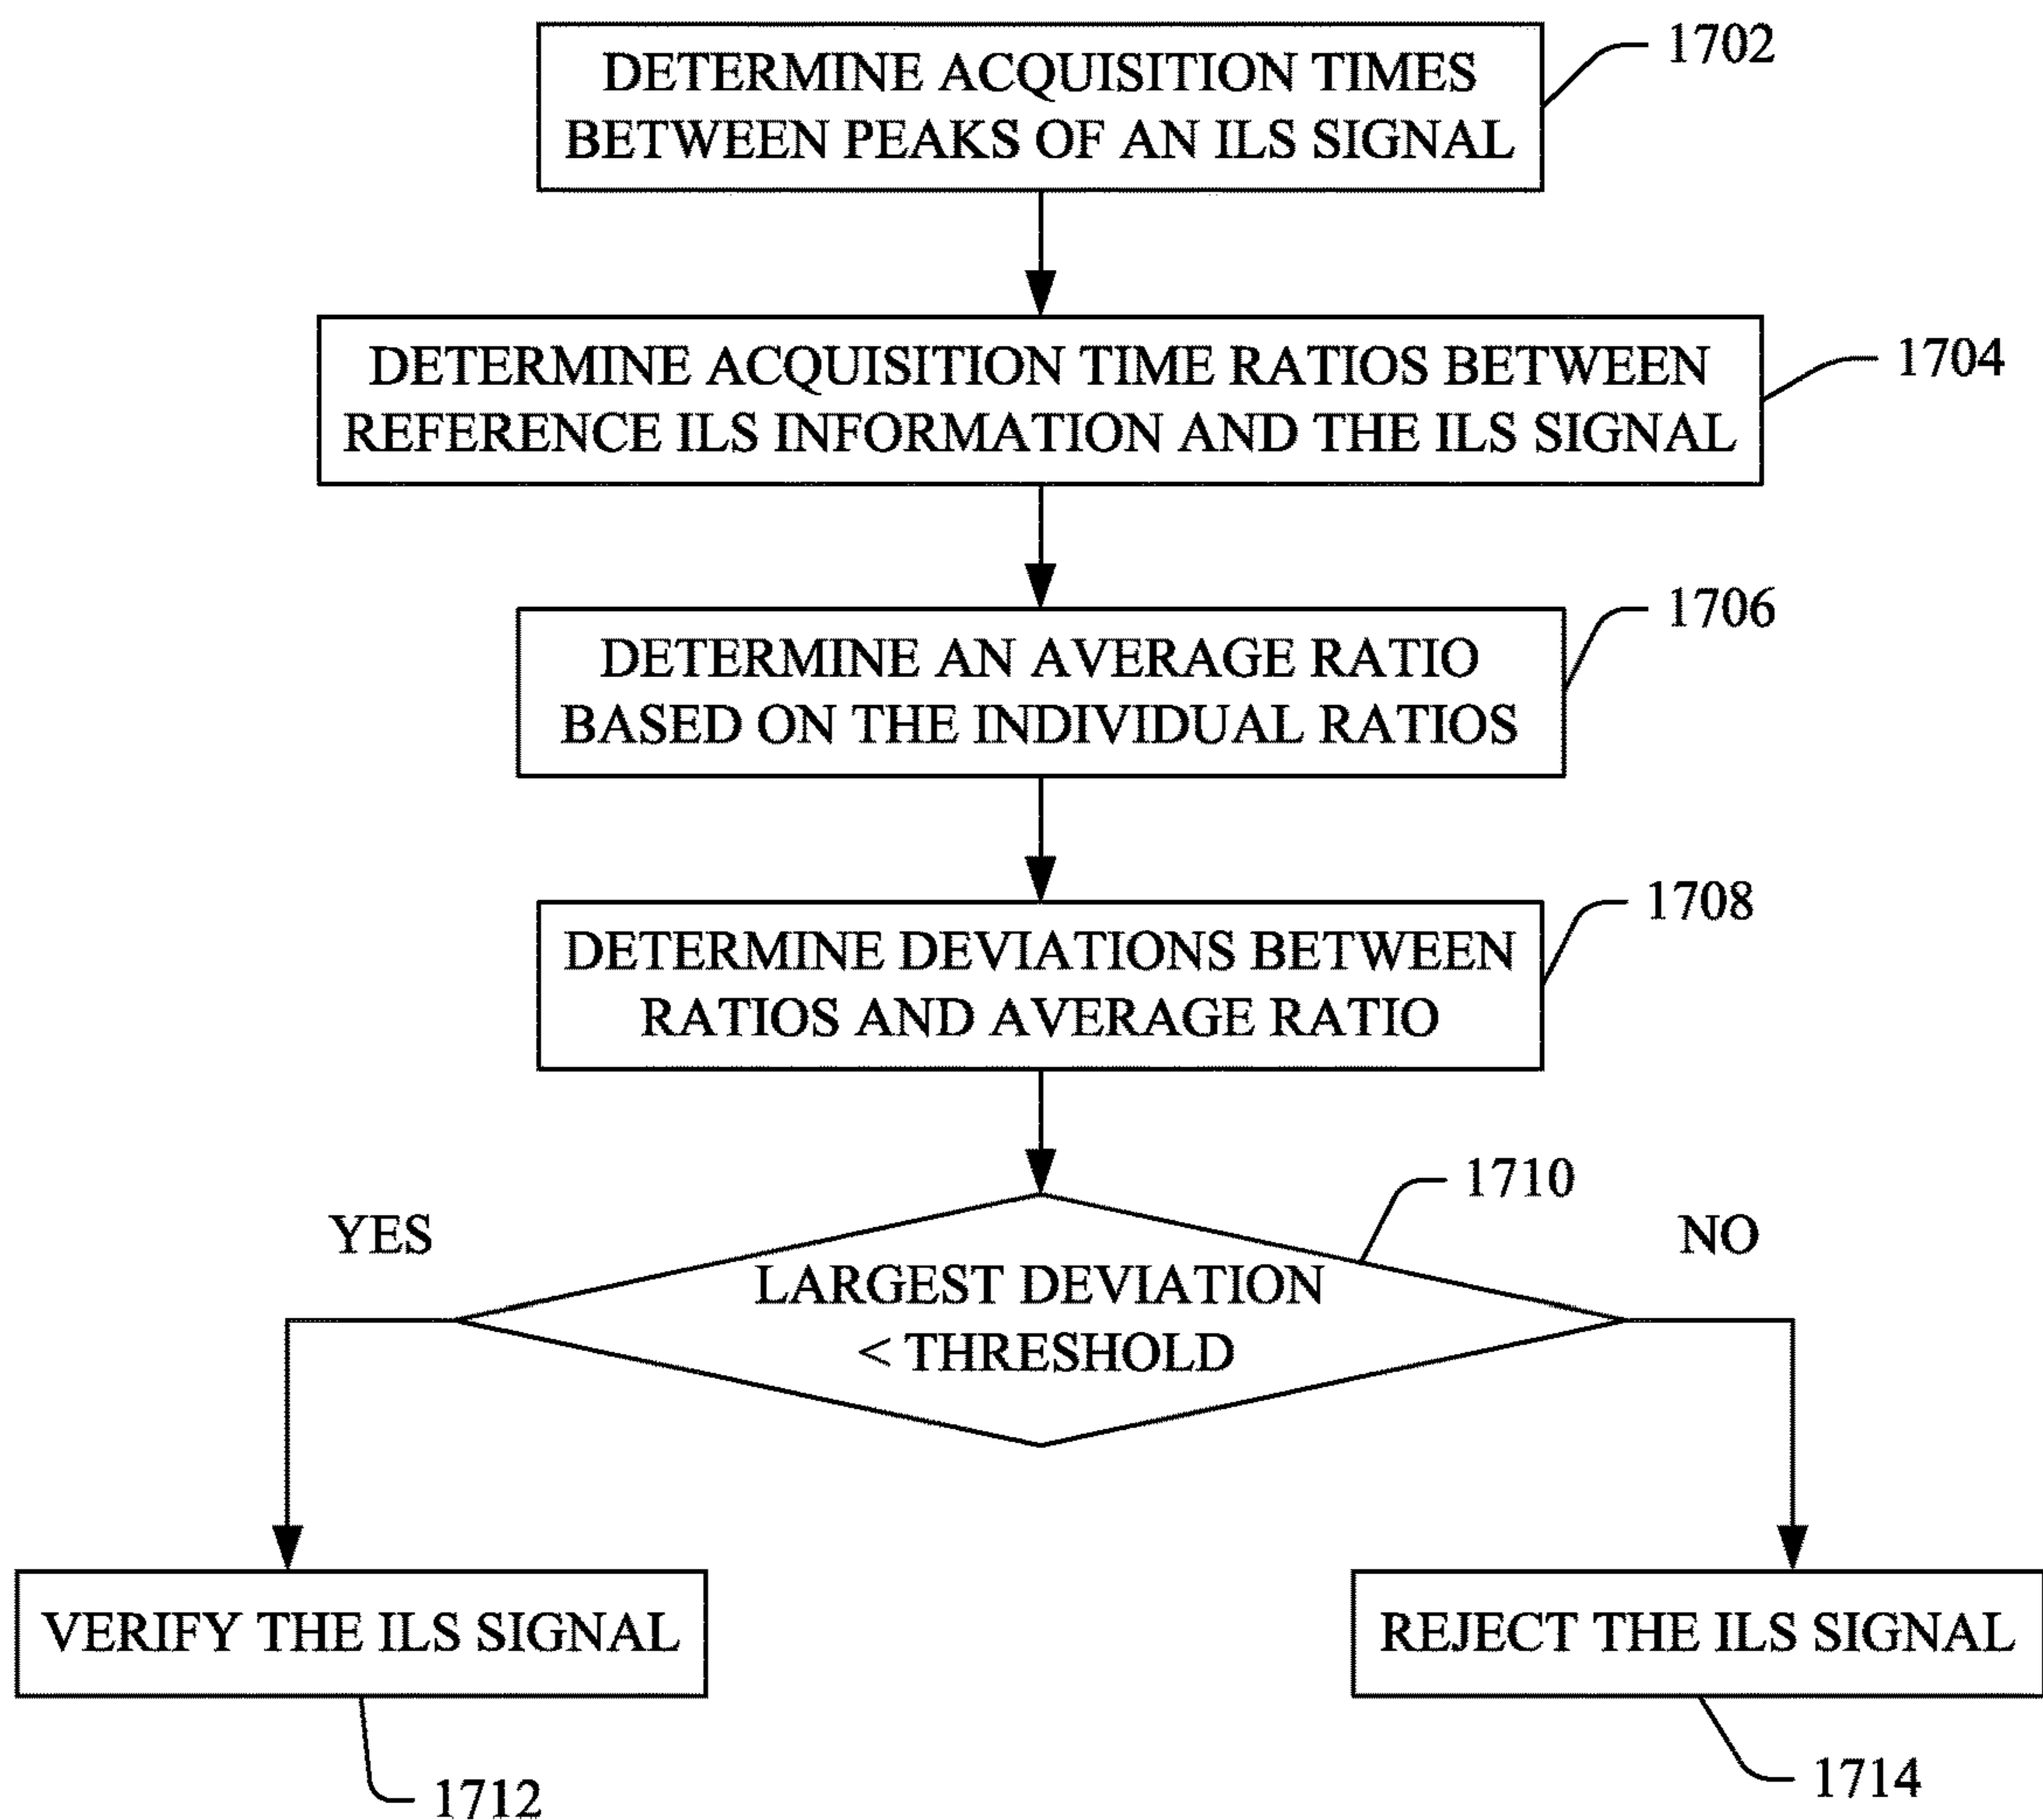 DETERMINE ACQUISITION TIMES
BETWEEN PEAKS OF AN ILS SIGNAL
1702
DETERMINE ACQUISITION TIME RATIOS BETWEEN
REFERENCE ILS INFORMATION AND THE ILS SIGNAL
1704
DETERMINE AN AVERAGE RATIO
BASED ON THE INDIVIDUAL RATIOS
1706
DETERMINE DEVIATIONS BETWEEN
RATIOS AND AVERAGE RATIO
1708
1710
YES
NO
LARGEST DEVIATION
< THRESHOLD
VERIFY THE ILS SIGNAL
REJECT THE ILS SIGNAL
1712
1714